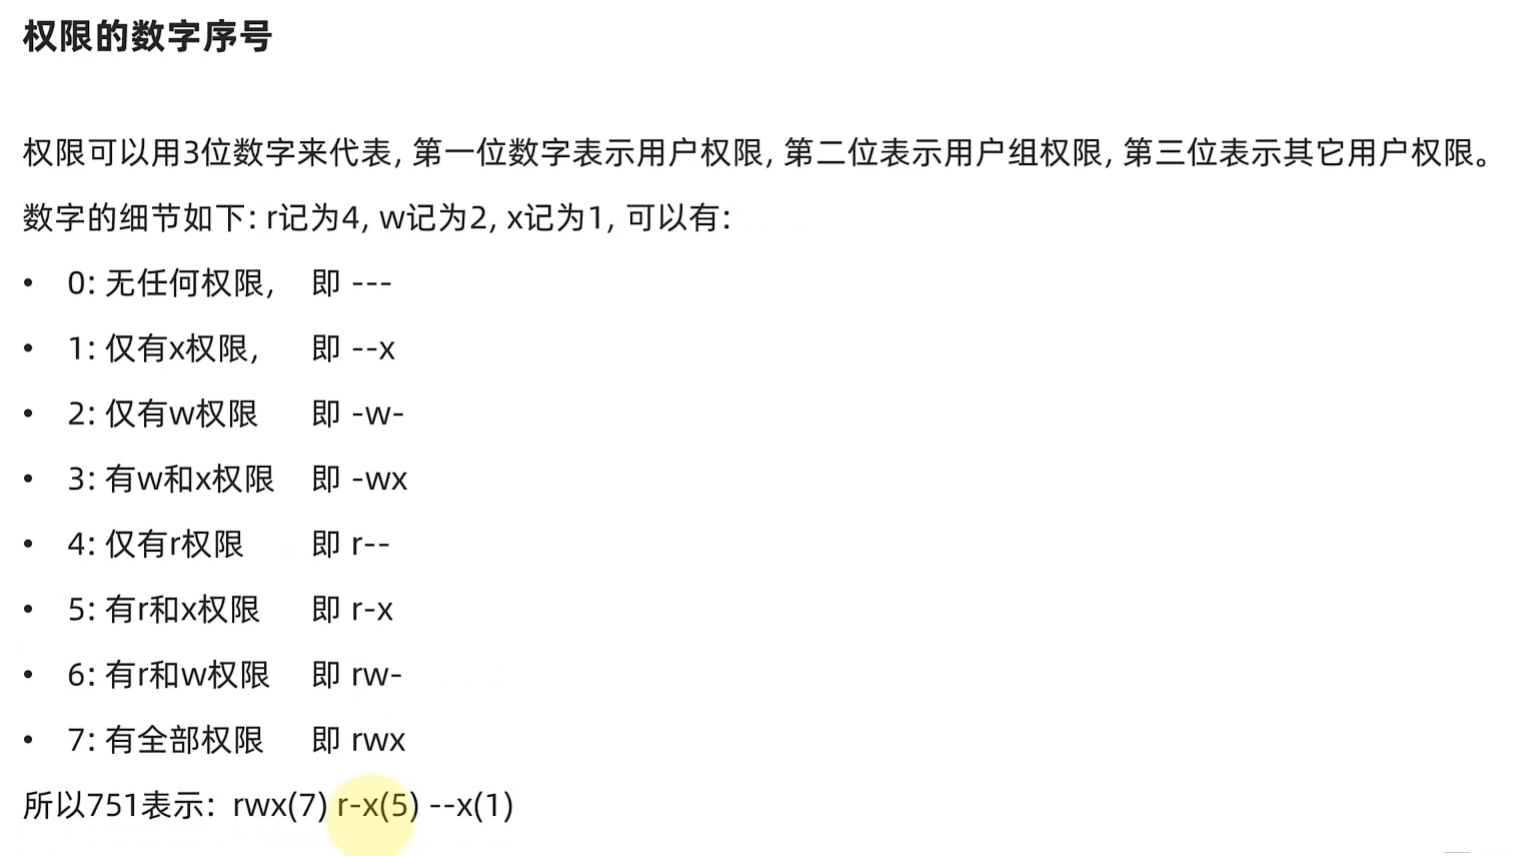 权限的数字序号
权限可以用3位数字来代表, 第一位数字表示用户权限, 第二位表示用户组权限, 第三位表示其它用户权限。
数字的细节如下: r记为4, w记为2, x记为1, 可以有:
• 0: 无任何权限, 即 ---
• 1: 仅有x权限, 即 --x
• 2: 仅有w权限 即 -w-
• 3: 有w和x权限 即 -wx
• 4: 仅有r权限 即 r--
• 5: 有r和x权限 即 r-x
• 6: 有r和w权限 即 rw-
• 7: 有全部权限 即 rwx
所以751表示: rwx(7) r-x(5) --x(1)